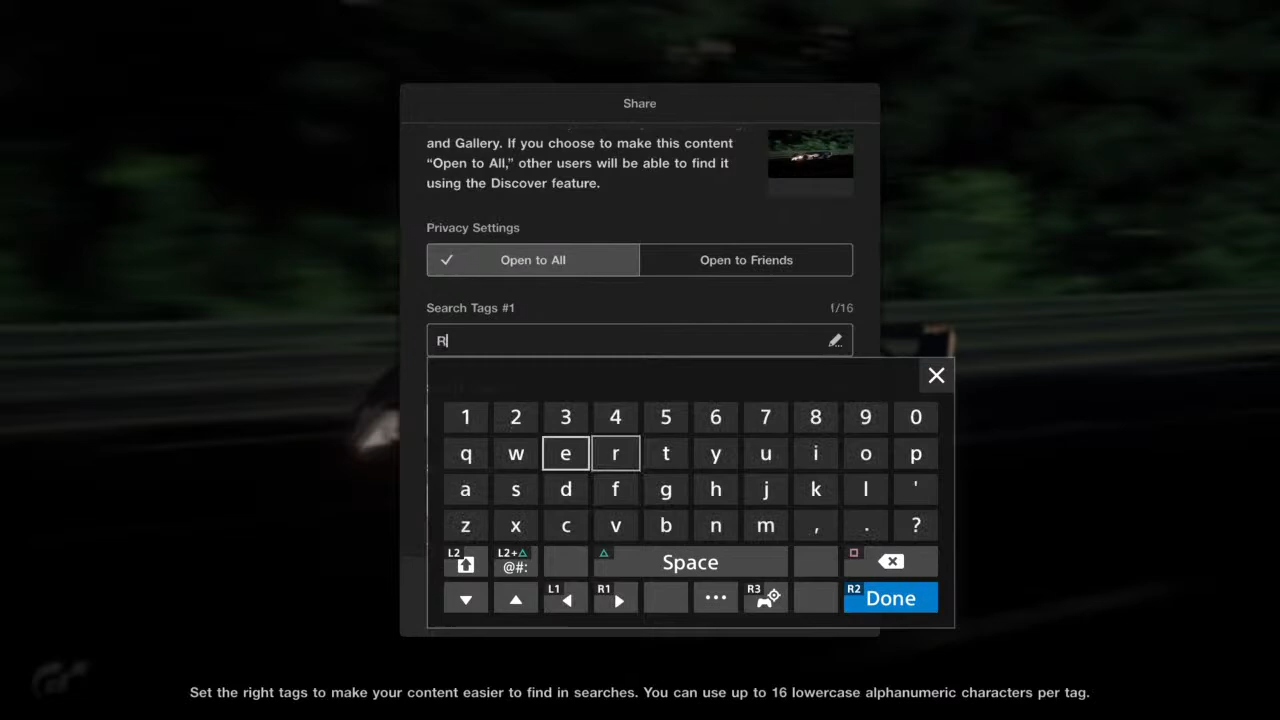 Share
and Gallery. If you choose to make this content
“Open to All,” other users will be able to find it
using the Discover feature.
Privacy Settings
Open to All
Open to Friends
Search Tags #1
1/16
R
1 2 3 4 5 6 7 8 9 0
q w e r t y u i o p
a s d f g h j k l '
z x c v b n m , . ?
L2 L2+△ @#: △ Space □
L1 R1 ... R3 R2 Done
Set the right tags to make your content easier to find in searches. You can use up to 16 lowercase alphanumeric characters per tag.